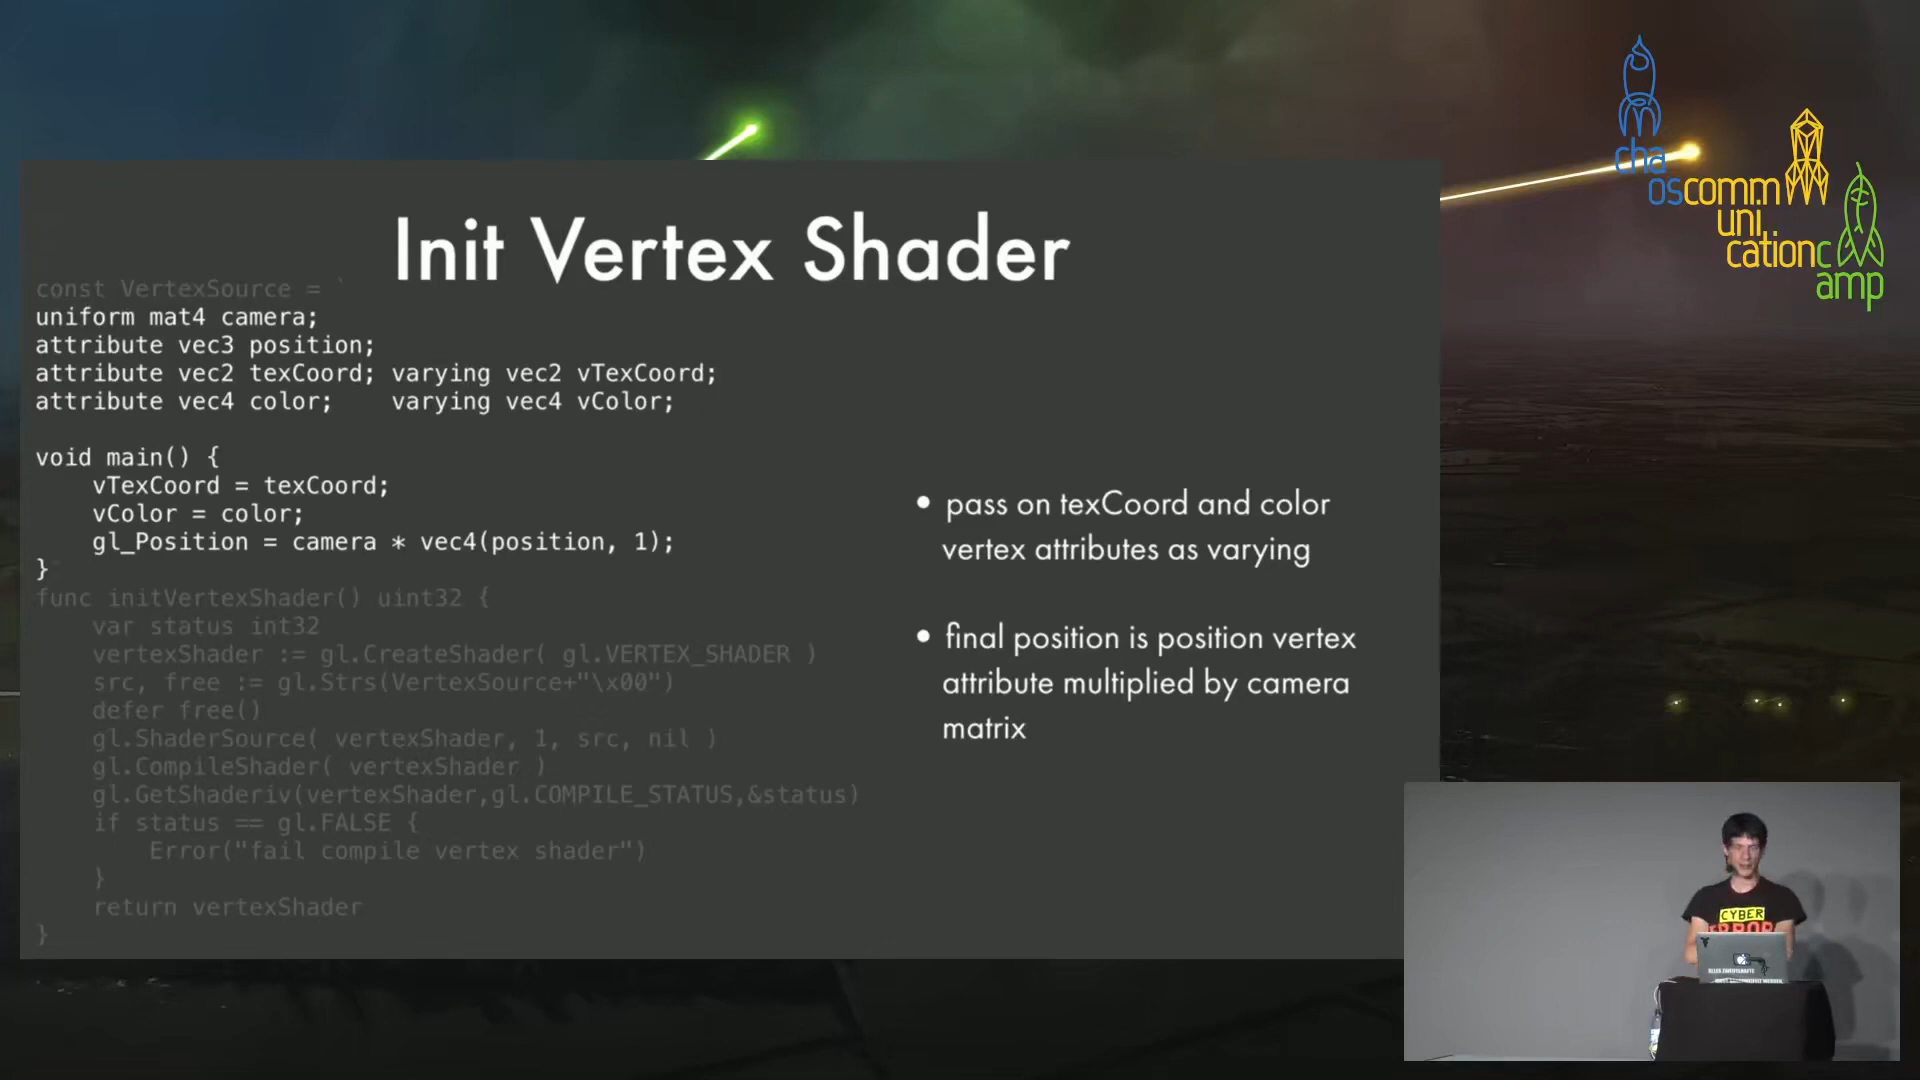 Init Vertex Shader
const VertexSource = `
uniform mat4 camera;
attribute vec3 position;
attribute vec2 texCoord; varying vec2 vTexCoord;
attribute vec4 color;    varying vec4 vColor;
void main() {
    vTexCoord = texCoord;
    vColor = color;
    gl_Position = camera * vec4(position, 1);
}
func initVertexShader() uint32 {
    var status int32
    vertexShader := gl.CreateShader( gl.VERTEX_SHADER )
    src, free := gl.Strs(VertexSource+"\x00")
    defer free()
    gl.ShaderSource( vertexShader, 1, src, nil )
    gl.CompileShader( vertexShader )
    gl.GetShaderiv(vertexShader,gl.COMPILE_STATUS,&status)
    if status == gl.FALSE {
        Error("fail compile vertex shader")
    }
    return vertexShader
}
• pass on texCoord and color
vertex attributes as varying
• final position is position vertex
attribute multiplied by camera
matrix
cha
oscomm
uni
cationc
amp
CYBER
ERROR